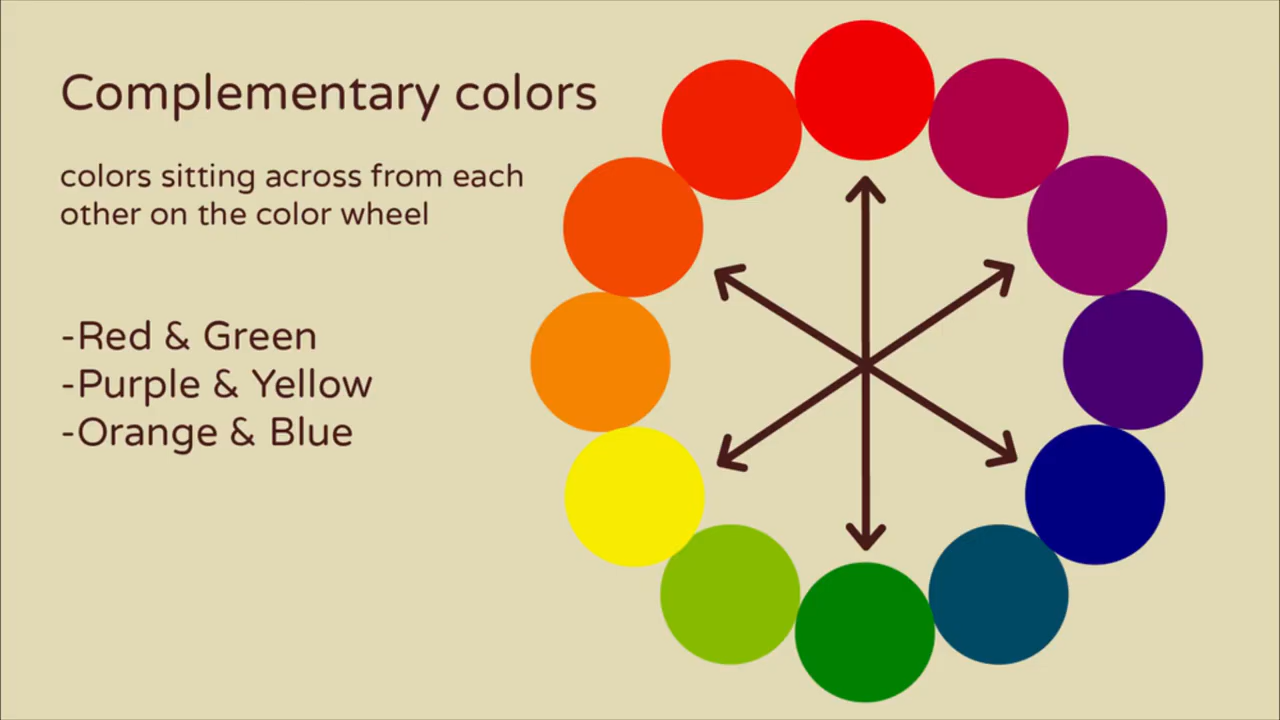 Complementary colors
colors sitting across from each
other on the color wheel
-Red & Green
-Purple & Yellow
-Orange & Blue